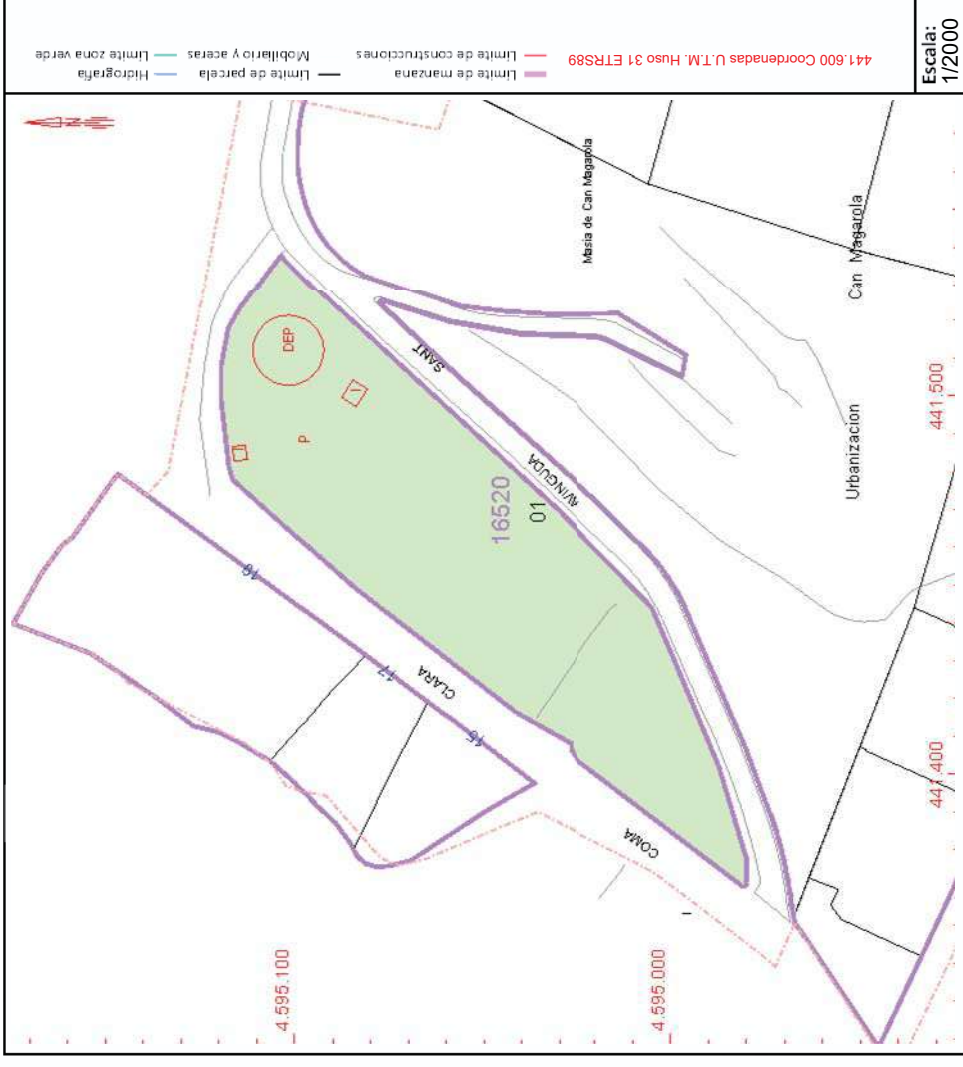 Límite de manzana
Límite de construcciones
Límite de parcela
Mobiliario y aceras
Hidrografía
Límite zona verde
441.600 Coordenadas U.T.M. Huso 31 ETRS89
Escala:
1/2000
N
DEP
P
I
I
16520
01
SANT
AVINGUDA
CLARA
COMA
19
17
15
I
Masia de Can Magarola
Can Magarola
Urbanizacion
4.595.100
4.595.000
441.500
441.400